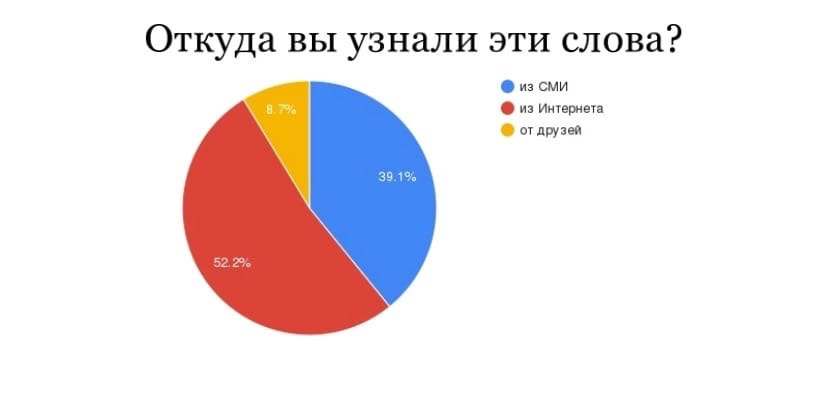 Откуда вы узнали эти слова?
из СМИ
из Интернета
от друзей
8.7%
39.1%
52.2%